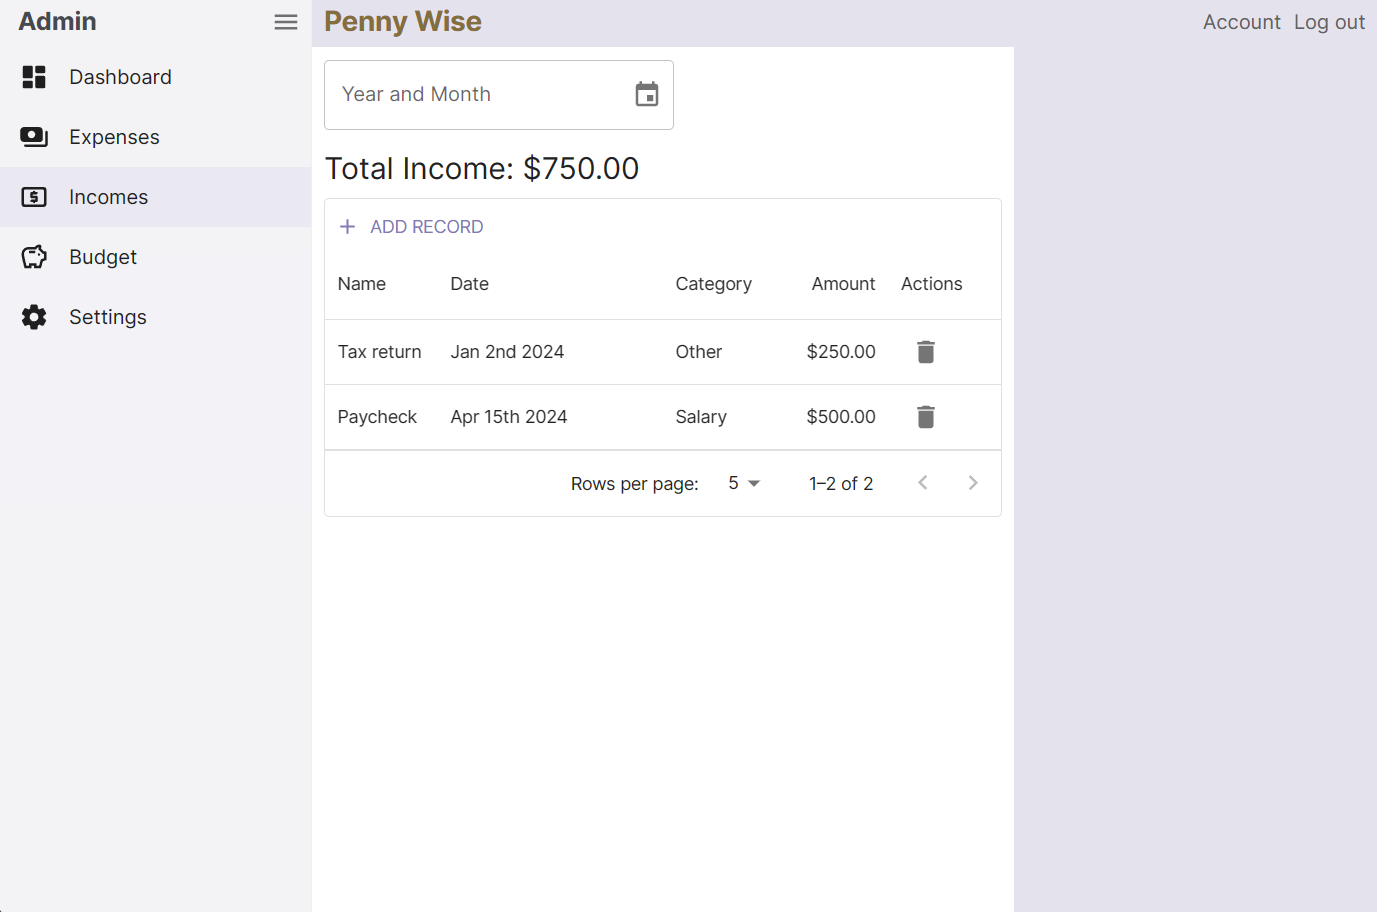 Admin
Penny Wise
Account Log out
Dashboard
Expenses
Incomes
Budget
Settings
Year and Month
Total Income: $750.00
ADD RECORD
Name Date Category Amount Actions
Tax return Jan 2nd 2024 Other $250.00
Paycheck Apr 15th 2024 Salary $500.00
Rows per page: 5 1–2 of 2